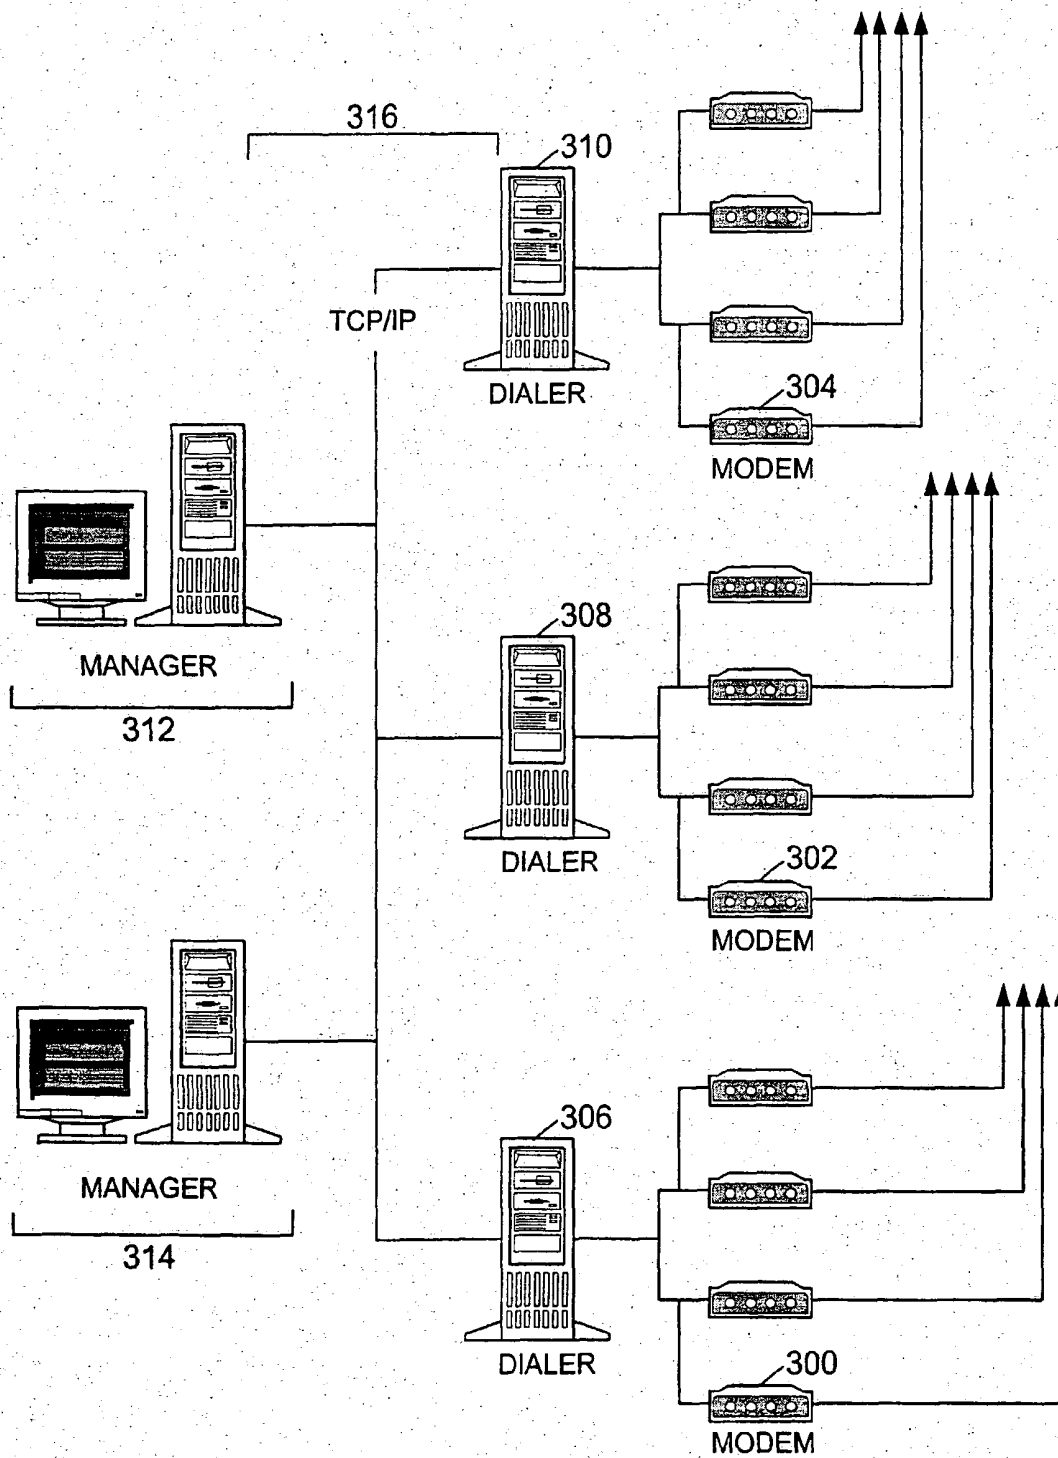 316
310
TCP/IP
DIALER
304
MODEM
MANAGER
312
308
DIALER
302
MODEM
MANAGER
314
306
DIALER
300
MODEM